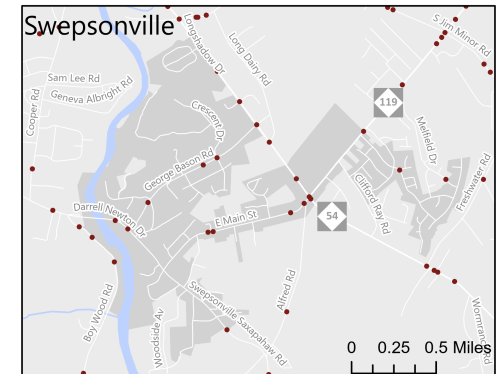 Swepsonville
S Jim Minor Rd
Longshadow Dr
Long Dairy Rd
Sam Lee Rd
Geneva Albright Rd
Cooper Rd
119
Crescent Dr
Melfield Dr
George Bason Rd
Freshwater Rd
Clifford Ray Rd
Darrell Newton Dr
E Main St
54
Swepsonville Saxapahaw Rd
Alfred Rd
Boy Wood Rd
Woodside Av
Wormranch Rd
0 0.25 0.5 Miles